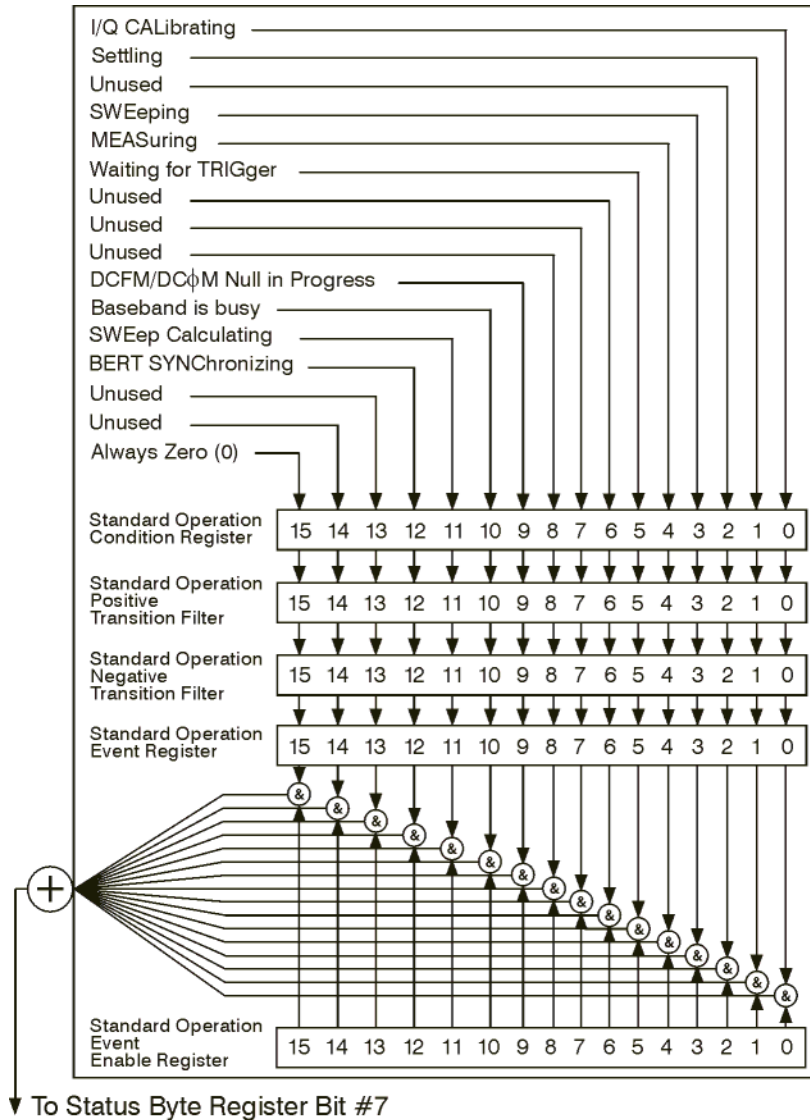 I/Q CALibrating
Settling
Unused
SWEeping
MEASuring
Waiting for TRIGger
Unused
Unused
Unused
DCFM/DCϕM Null in Progress
Baseband is busy
SWEep Calculating
BERT SYNChronizing
Unused
Unused
Always Zero (0)
Standard Operation
Condition Register
15 14 13 12 11 10 9 8 7 6 5 4 3 2 1 0
Standard Operation
Positive
Transition Filter
15 14 13 12 11 10 9 8 7 6 5 4 3 2 1 0
Standard Operation
Negative
Transition Filter
15 14 13 12 11 10 9 8 7 6 5 4 3 2 1 0
Standard Operation
Event Register
15 14 13 12 11 10 9 8 7 6 5 4 3 2 1 0
& & & & & & & & & & & & & & & &
+
Standard Operation
Event
Enable Register
15 14 13 12 11 10 9 8 7 6 5 4 3 2 1 0
To Status Byte Register Bit #7